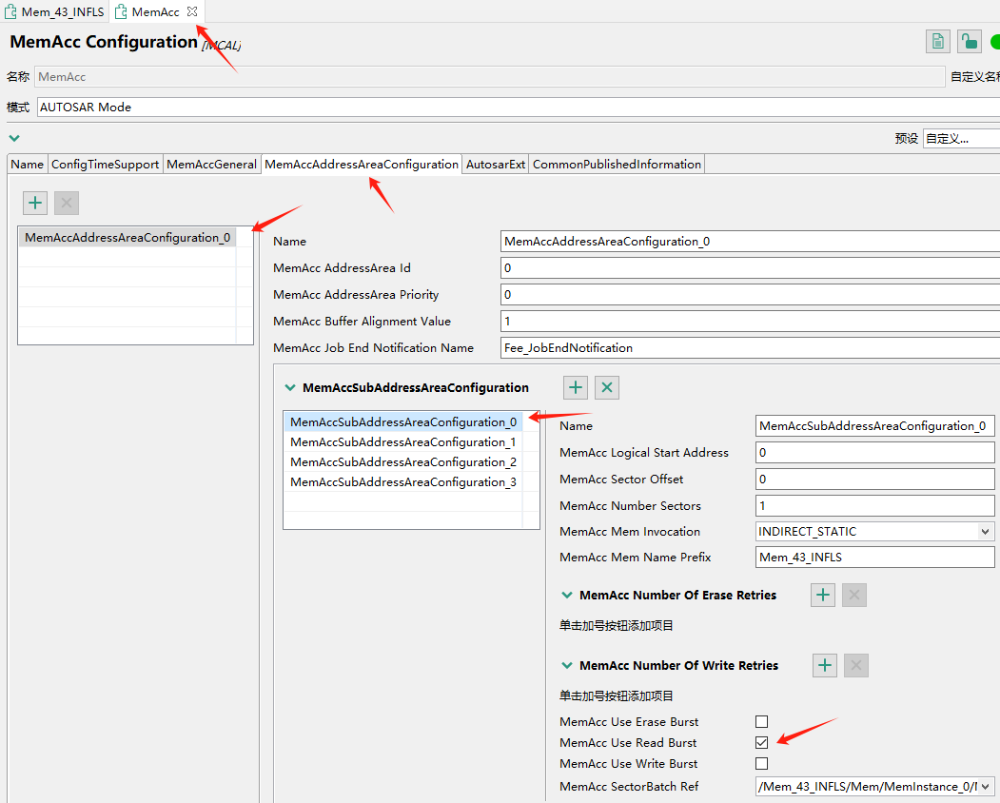 Mem_43_INFLS MemAcc
MemAcc Configuration [MCAL]
名称 MemAcc 自定义名称
模式 AUTOSAR Mode
预设 自定义...
Name ConfigTimeSupport MemAccGeneral MemAccAddressAreaConfiguration AutosarExt CommonPublishedInformation
MemAccAddressAreaConfiguration_0
Name MemAccAddressAreaConfiguration_0
MemAcc AddressArea Id 0
MemAcc AddressArea Priority 0
MemAcc Buffer Alignment Value 1
MemAcc Job End Notification Name Fee_JobEndNotification
MemAccSubAddressAreaConfiguration
MemAccSubAddressAreaConfiguration_0
MemAccSubAddressAreaConfiguration_1
MemAccSubAddressAreaConfiguration_2
MemAccSubAddressAreaConfiguration_3
Name MemAccSubAddressAreaConfiguration_0
MemAcc Logical Start Address 0
MemAcc Sector Offset 0
MemAcc Number Sectors 1
MemAcc Mem Invocation INDIRECT_STATIC
MemAcc Mem Name Prefix Mem_43_INFLS
MemAcc Number Of Erase Retries
单击加号按钮添加项目
MemAcc Number Of Write Retries
单击加号按钮添加项目
MemAcc Use Erase Burst
MemAcc Use Read Burst
MemAcc Use Write Burst
MemAcc SectorBatch Ref /Mem_43_INFLS/Mem/MemInstance_0/